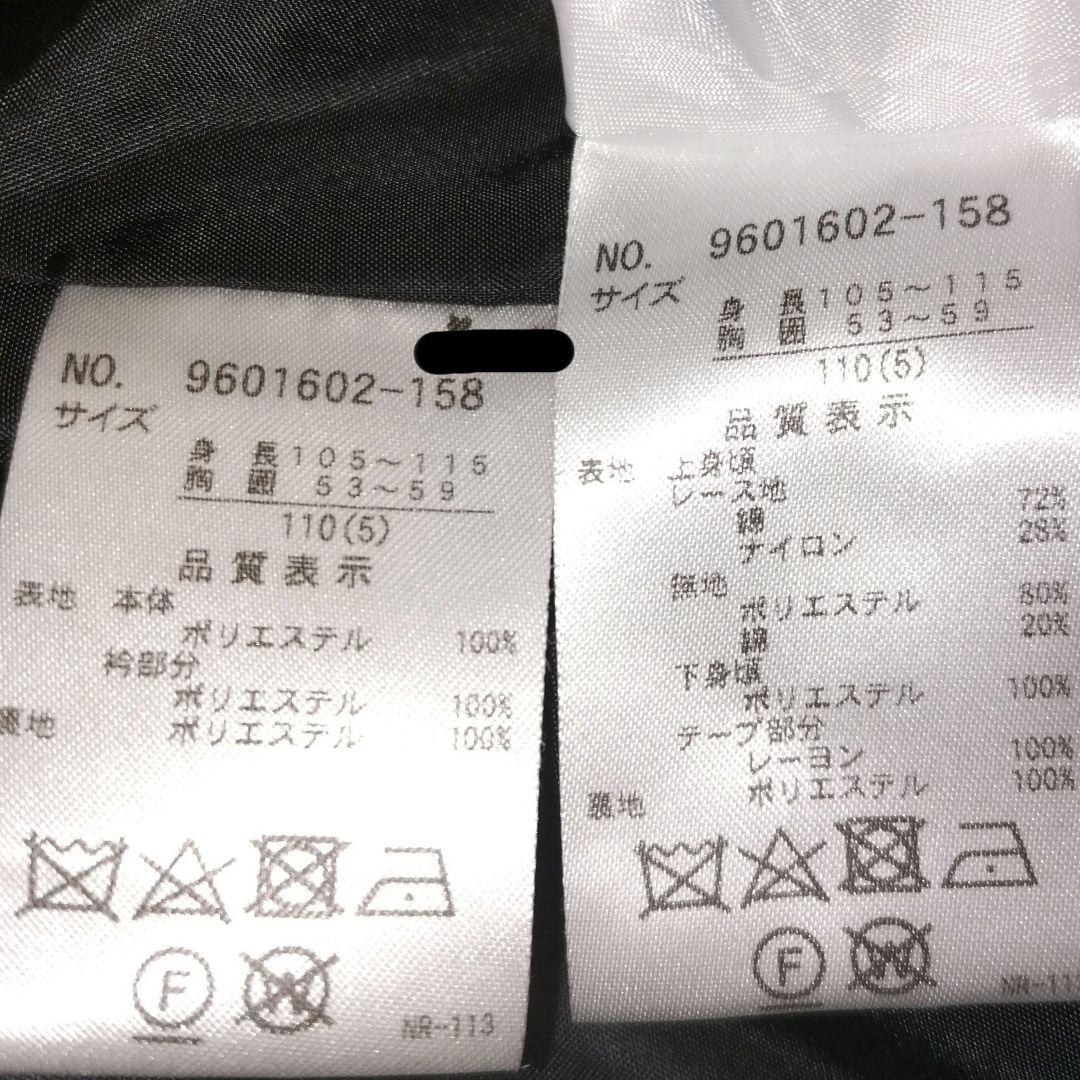 NO. 9601602-158
サイズ
身 長 105～115
胸 囲 53～59
110(5)
品質表示
表地 本体
ポリエステル 100%
衿部分
ポリエステル 100%
裏地 ポリエステル 100%
F
W
NR-113
NO. 9601602-158
サイズ
身 長 105～115
胸 囲 53～59
110(5)
品質表示
表地 上身頃
レース地
綿 72%
ナイロン 28%
無地
ポリエステル 80%
綿 20%
下身頃
ポリエステル 100%
テープ部分
レーヨン 100%
裏地 ポリエステル 100%
F
W
NR-113